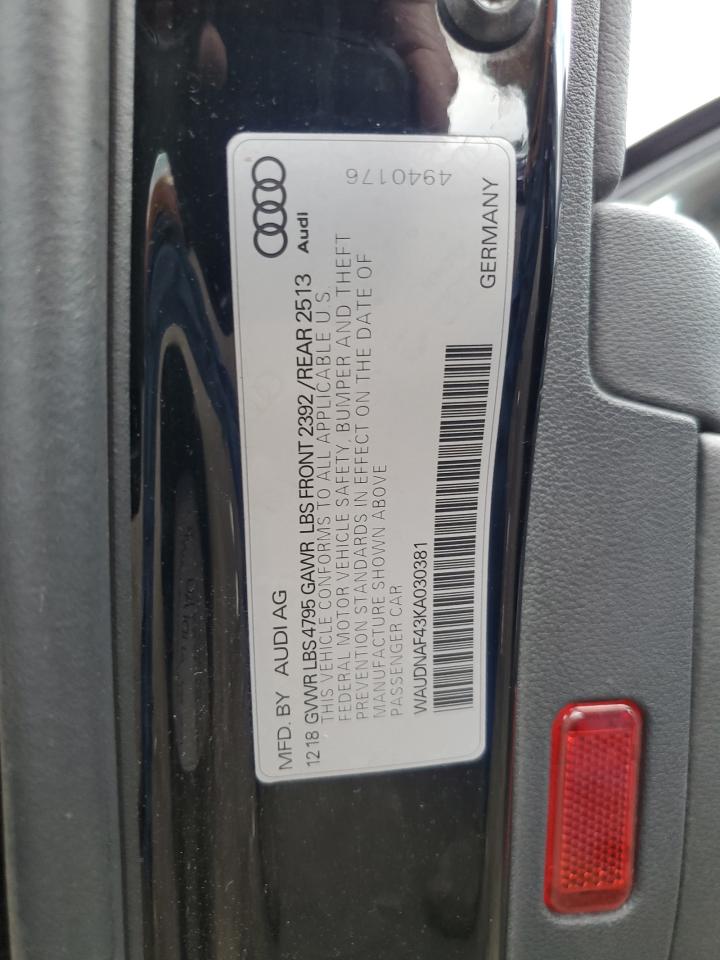 MFD. BY AUDI AG
12 18 GVWR LBS 4795 GAWR LBS FRONT 2392 / REAR 2513
THIS VEHICLE CONFORMS TO ALL APPLICABLE U.S.
FEDERAL MOTOR VEHICLE SAFETY, BUMPER AND THEFT
PREVENTION STANDARDS IN EFFECT ON THE DATE OF
MANUFACTURE SHOWN ABOVE
PASSENGER CAR
WAUDNAF43KA030381
Audi
4940176
GERMANY